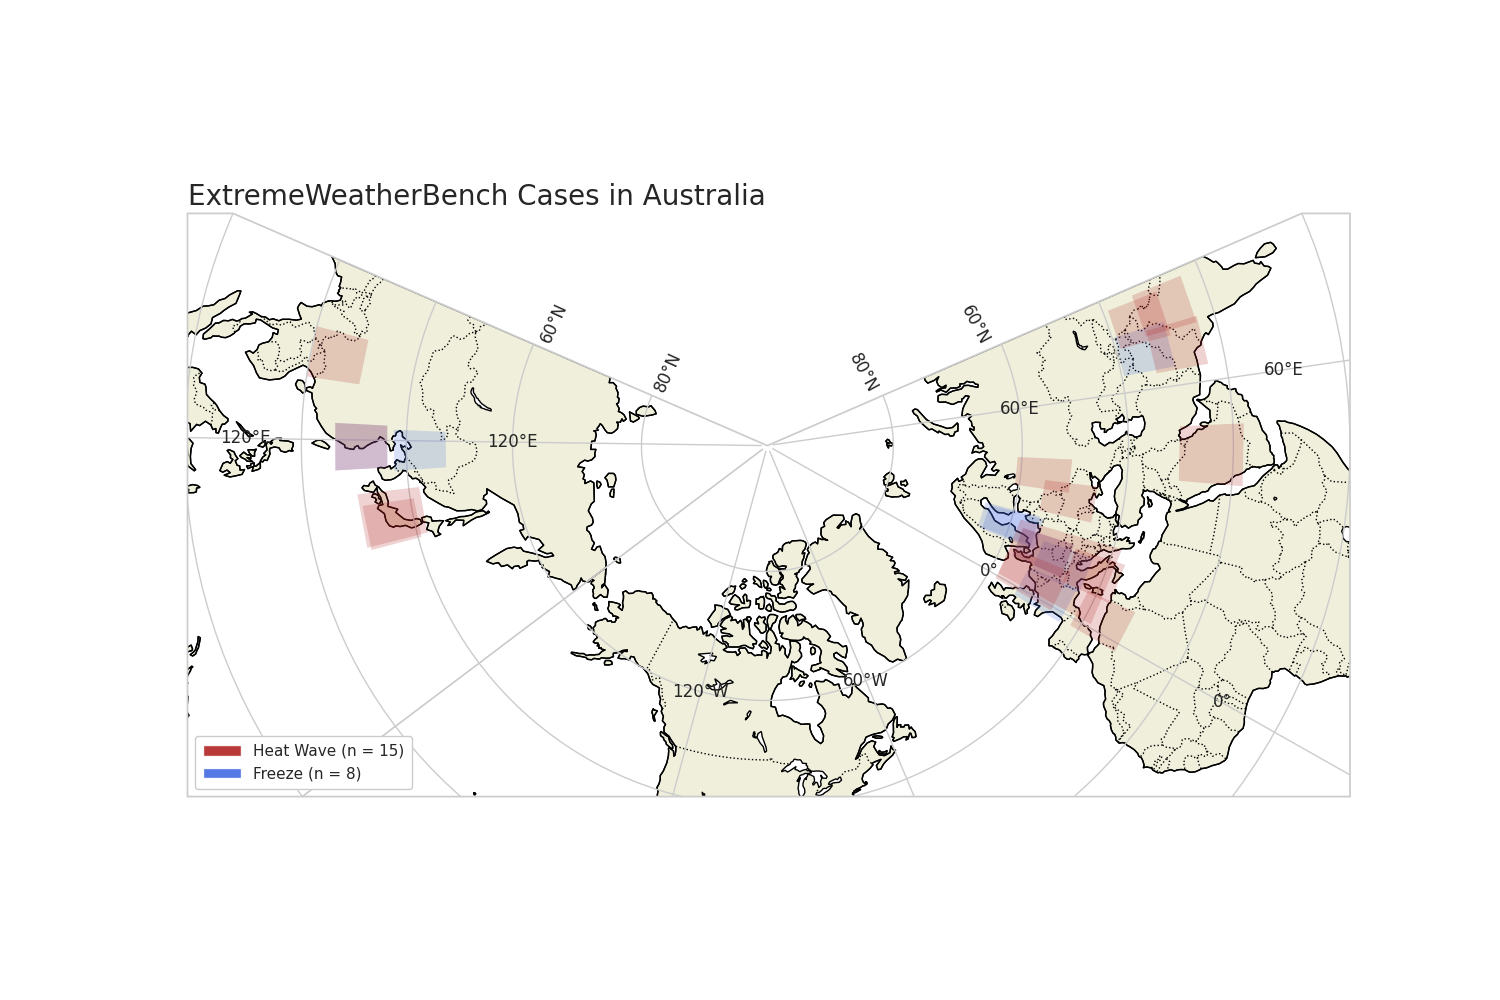 ExtremeWeatherBench Cases in Australia
60°N
80°N
80°N
60°N
60°E
60°E
120°E
120°E
0°
0°
120°W
60°W
Heat Wave (n = 15)
Freeze (n = 8)